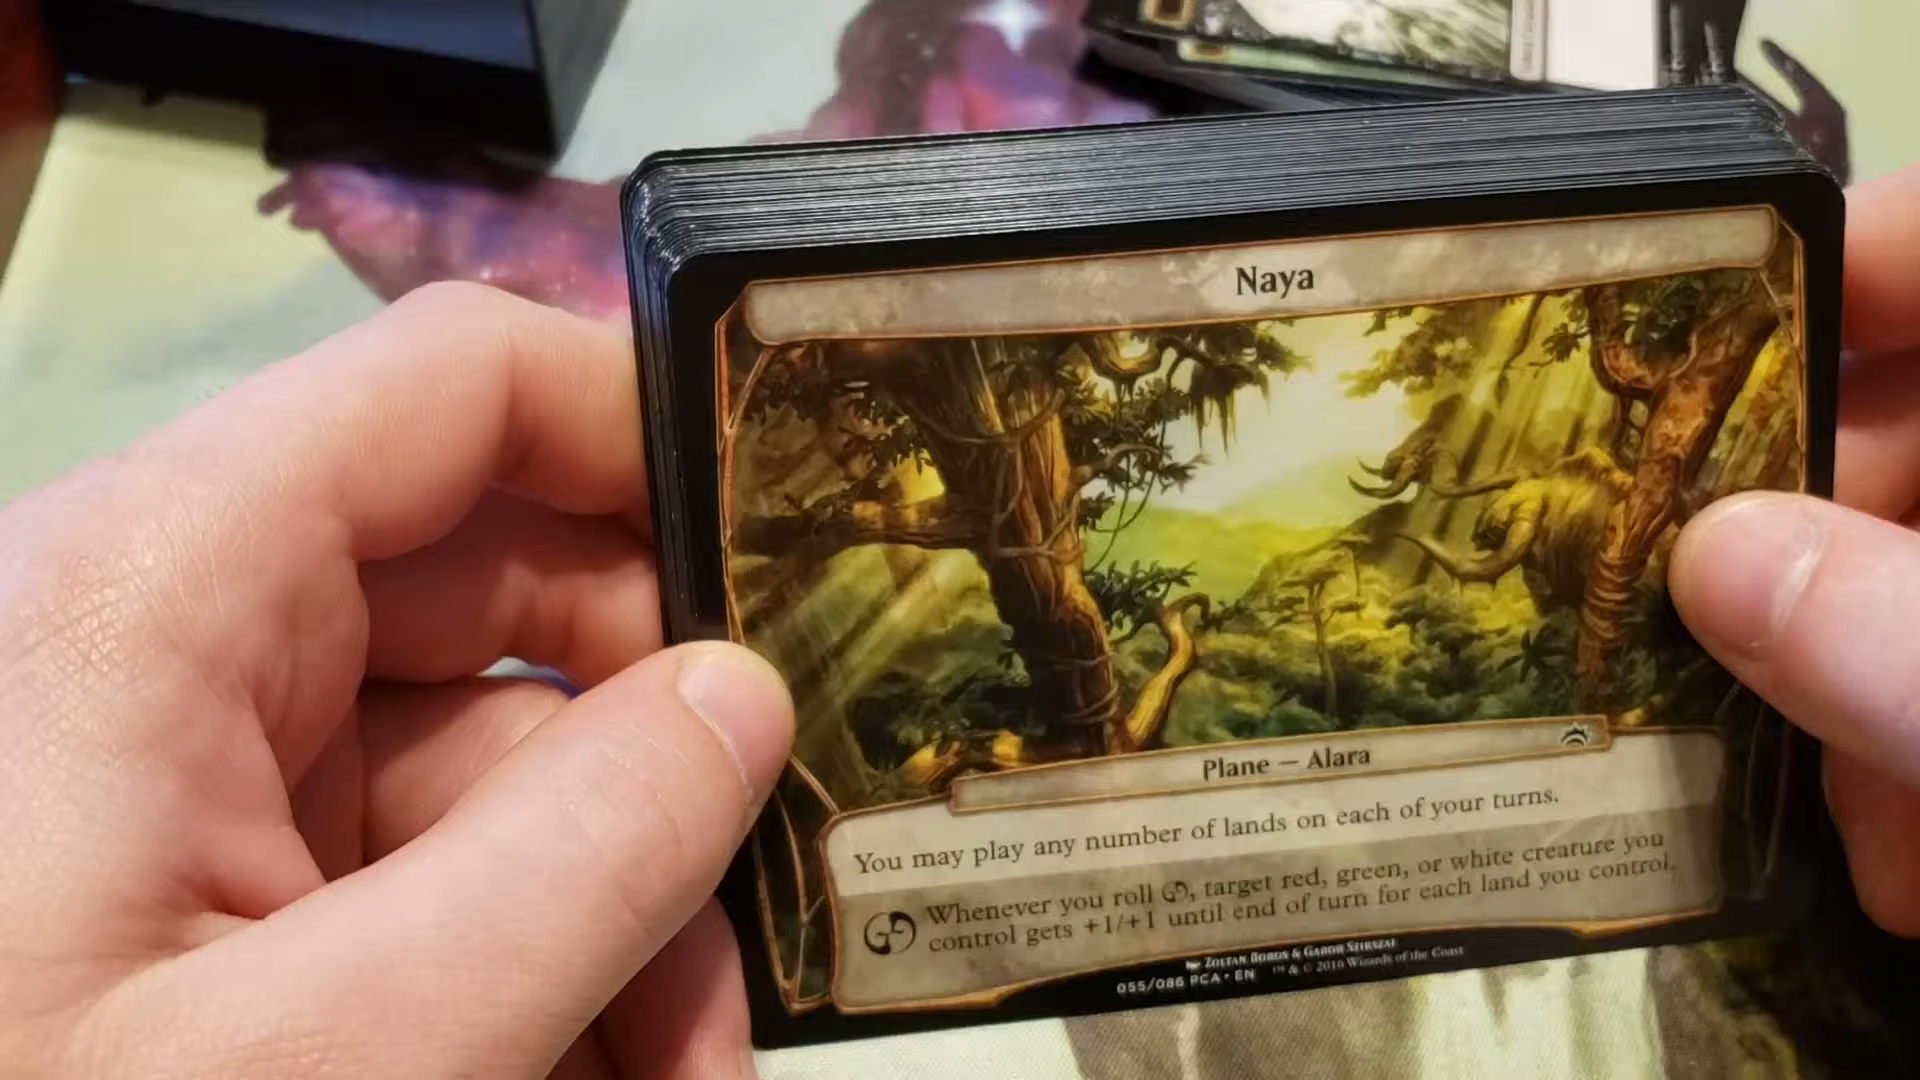 Naya
Plane — Alara
You may play any number of lands on each of your turns.
Whenever you roll , target red, green, or white creature you
control gets +1/+1 until end of turn for each land you control.
ZOLTAN BOROS & GABOR SZIKSZAI
055/086 PCA • EN ™ & © 2016 Wizards of the Coast